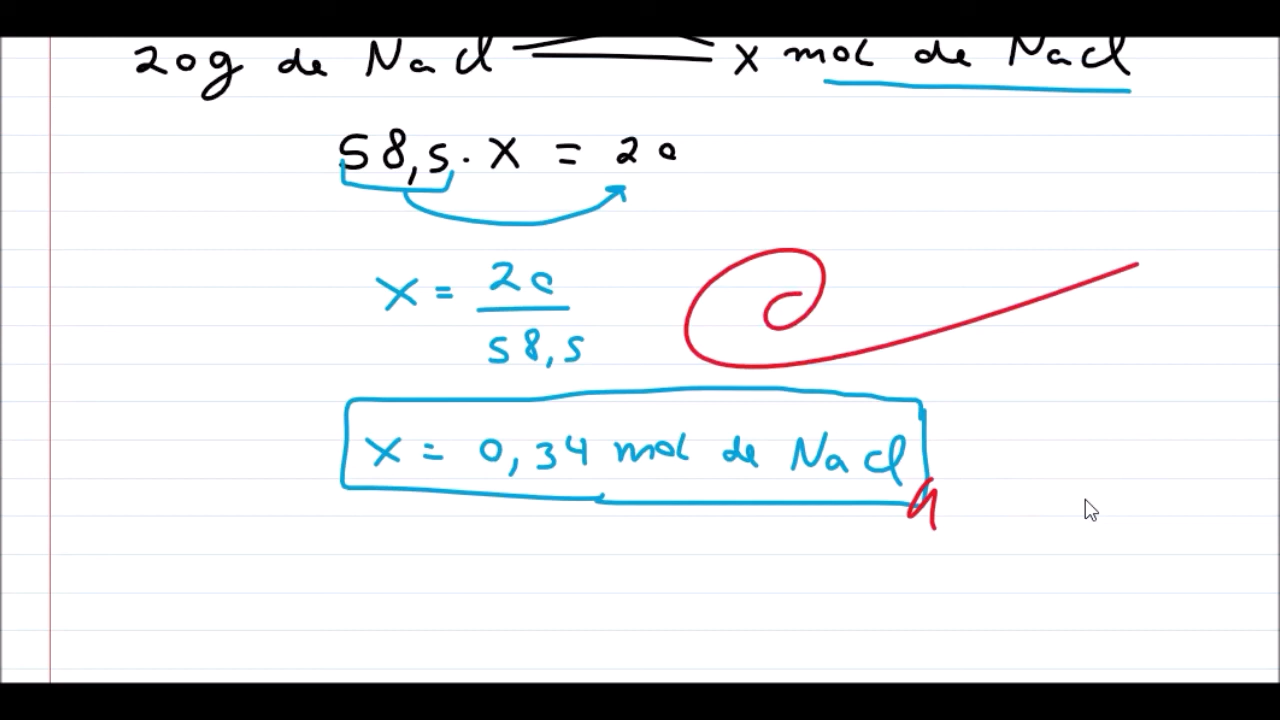 20g de NaCl x mol de NaCl
58,5 . X = 20
X = 20
58,5
X = 0,34 mol de NaCl